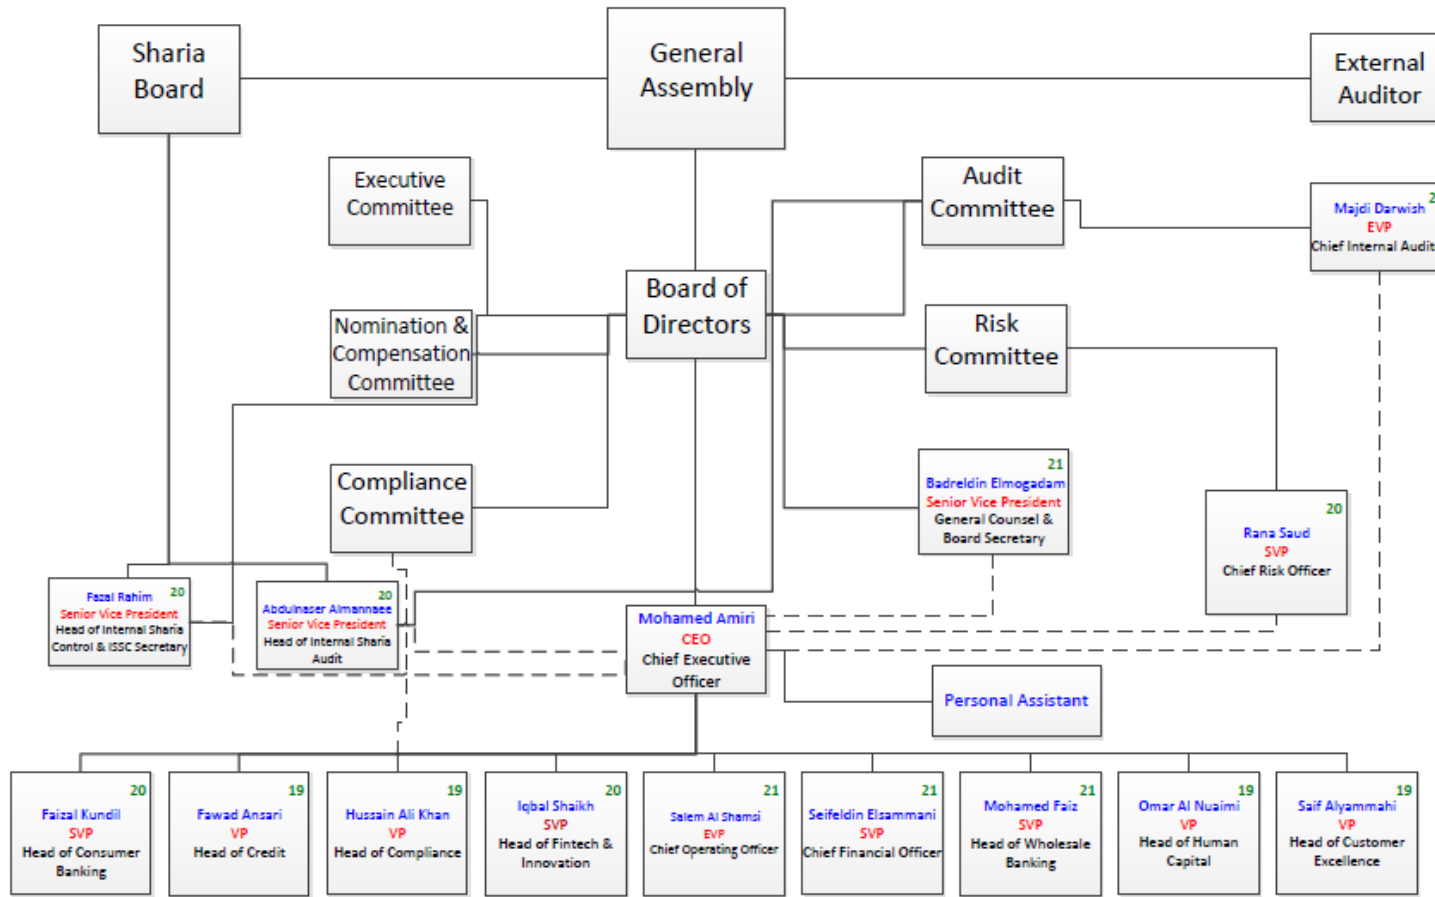 Sharia
Board
General
Assembly
External
Auditor
Executive
Committee
Audit
Committee
2
Majdi Darwish
EVP
Chief Internal Audit
Board of
Directors
Nomination &
Compensation
Committee
Risk
Committee
Compliance
Committee
21
Badreldin Elmogadam
Senior Vice President
General Counsel &
Board Secretary
20
Rana Saud
SVP
Chief Risk Officer
20
Fazal Rahim
Senior Vice President
Head of Internal Sharia
Control & ISSC Secretary
20
Abdulnaser Almannaee
Senior Vice President
Head of Internal Sharia
Audit
Mohamed Amiri
CEO
Chief Executive
Officer
Personal Assistant
20
Faizal Kundil
SVP
Head of Consumer
Banking
19
Fawad Ansari
VP
Head of Credit
19
Hussain Ali Khan
VP
Head of Compliance
20
Iqbal Shaikh
SVP
Head of Fintech &
Innovation
21
Salem Al Shamsi
EVP
Chief Operating Officer
21
Seifeldin Elsammani
SVP
Chief Financial Officer
21
Mohamed Faiz
SVP
Head of Wholesale
Banking
19
Omar Al Nuaimi
VP
Head of Human
Capital
19
Saif Alyammahi
VP
Head of Customer
Excellence